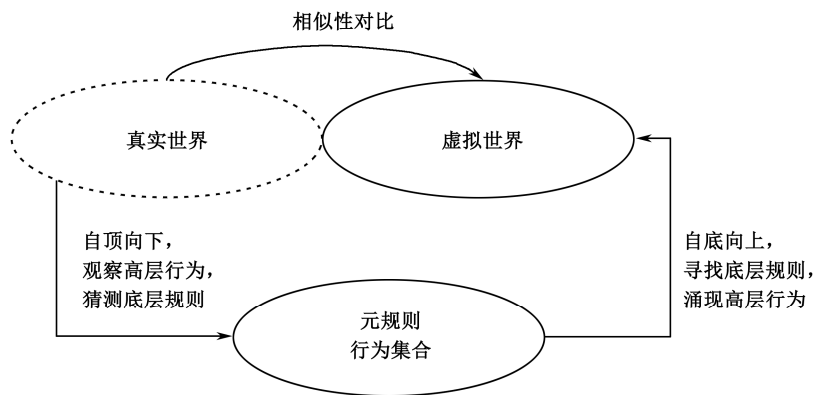 相似性对比
真实世界
虚拟世界
自顶向下，
观察高层行为，
猜测底层规则
自底向上，
寻找底层规则，
涌现高层行为
元规则
行为集合